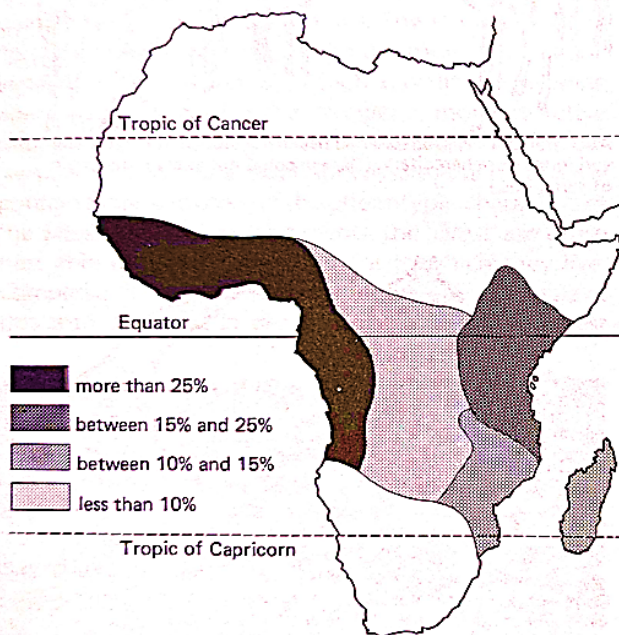 Tropic of Cancer
Equator
more than 25%
between 15% and 25%
between 10% and 15%
less than 10%
Tropic of Capricorn